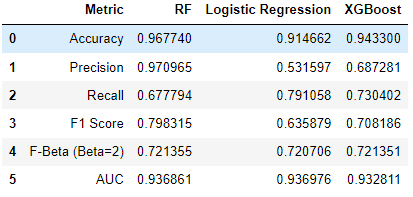 Metric RF Logistic Regression XGBoost
0 Accuracy 0.967740 0.914662 0.943300
1 Precision 0.970965 0.531597 0.687281
2 Recall 0.677794 0.791058 0.730402
3 F1 Score 0.798315 0.635879 0.708186
4 F-Beta (Beta=2) 0.721355 0.720706 0.721351
5 AUC 0.936861 0.936976 0.932811